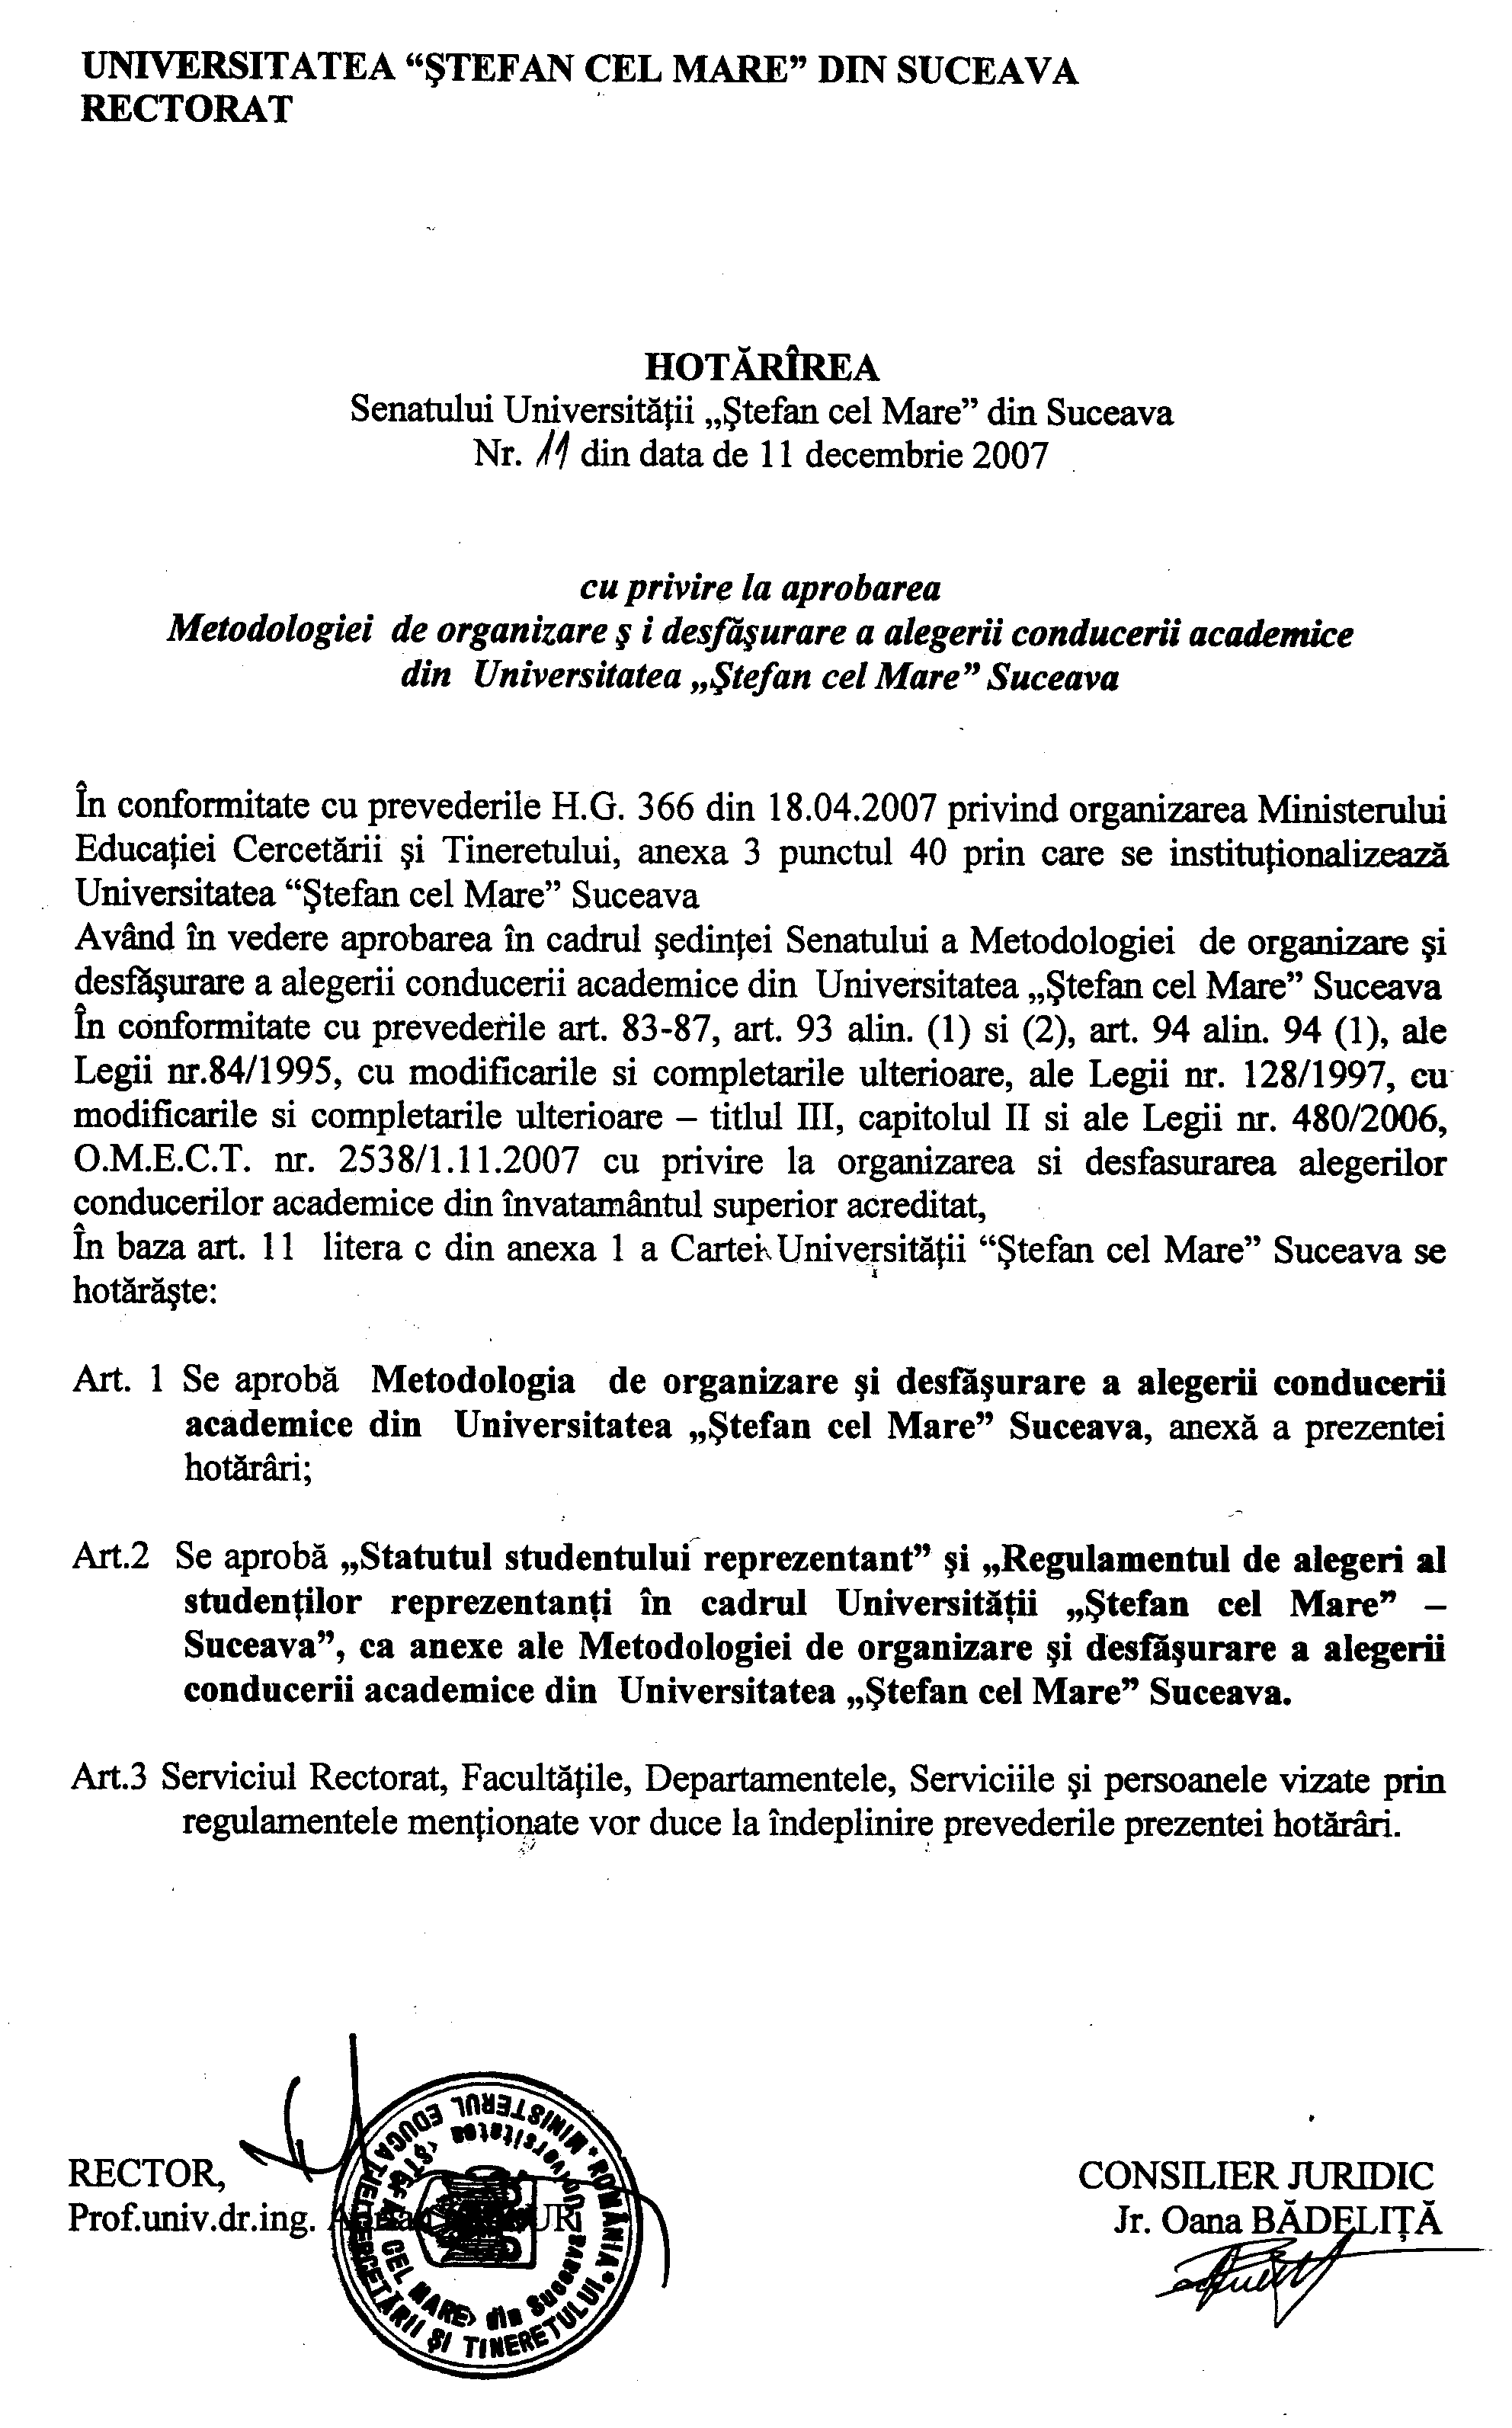 UNIVERSITATEA “ŞTEFAN CEL MARE” DIN SUCEAVA
RECTORAT
HOTĂRÎREA
Senatului Universităţii „Ştefan cel Mare” din Suceava
Nr. 11 din data de 11 decembrie 2007
cu privire la aprobarea
Metodologiei de organizare ş i desfăşurare a alegerii conducerii academice
din Universitatea „Ştefan cel Mare” Suceava
În conformitate cu prevederile H.G. 366 din 18.04.2007 privind organizarea Ministerului
Educaţiei Cercetării şi Tineretului, anexa 3 punctul 40 prin care se instituţionalizează
Universitatea “Ştefan cel Mare” Suceava
Având în vedere aprobarea în cadrul şedinţei Senatului a Metodologiei de organizare şi
desfăşurare a alegerii conducerii academice din Universitatea „Ştefan cel Mare” Suceava
În conformitate cu prevederile art. 83-87, art. 93 alin. (1) si (2), art. 94 alin. 94 (1), ale
Legii nr.84/1995, cu modificarile si completarile ulterioare, ale Legii nr. 128/1997, cu
modificarile si completarile ulterioare – titlul III, capitolul II si ale Legii nr. 480/2006,
O.M.E.C.T. nr. 2538/1.11.2007 cu privire la organizarea si desfasurarea alegerilor
conducerilor academice din învatamântul superior acreditat,
În baza art. 11 litera c din anexa 1 a Cartei Universităţii “Ştefan cel Mare” Suceava se
hotărăşte:
Art. 1 Se aprobă Metodologia de organizare şi desfăşurare a alegerii conducerii
academice din Universitatea „Ştefan cel Mare” Suceava, anexă a prezentei
hotărâri;
Art.2 Se aprobă „Statutul studentului reprezentant” şi „Regulamentul de alegeri al
studenţilor reprezentanţi în cadrul Universităţii „Ştefan cel Mare” –
Suceava”, ca anexe ale Metodologiei de organizare şi desfăşurare a alegerii
conducerii academice din Universitatea „Ştefan cel Mare” Suceava.
Art.3 Serviciul Rectorat, Facultăţile, Departamentele, Serviciile şi persoanele vizate prin
regulamentele menţionate vor duce la îndeplinire prevederile prezentei hotărâri.
RECTOR,
Prof.univ.dr.ing.
ROMÂNIA * MINISTERUL EDUCAŢIEI CERCETĂRII ŞI TINERETULUI *
Universitatea <ŞTEFAN CEL MARE> din Suceava
CONSILIER JURIDIC
Jr. Oana BĂDELIŢĂ